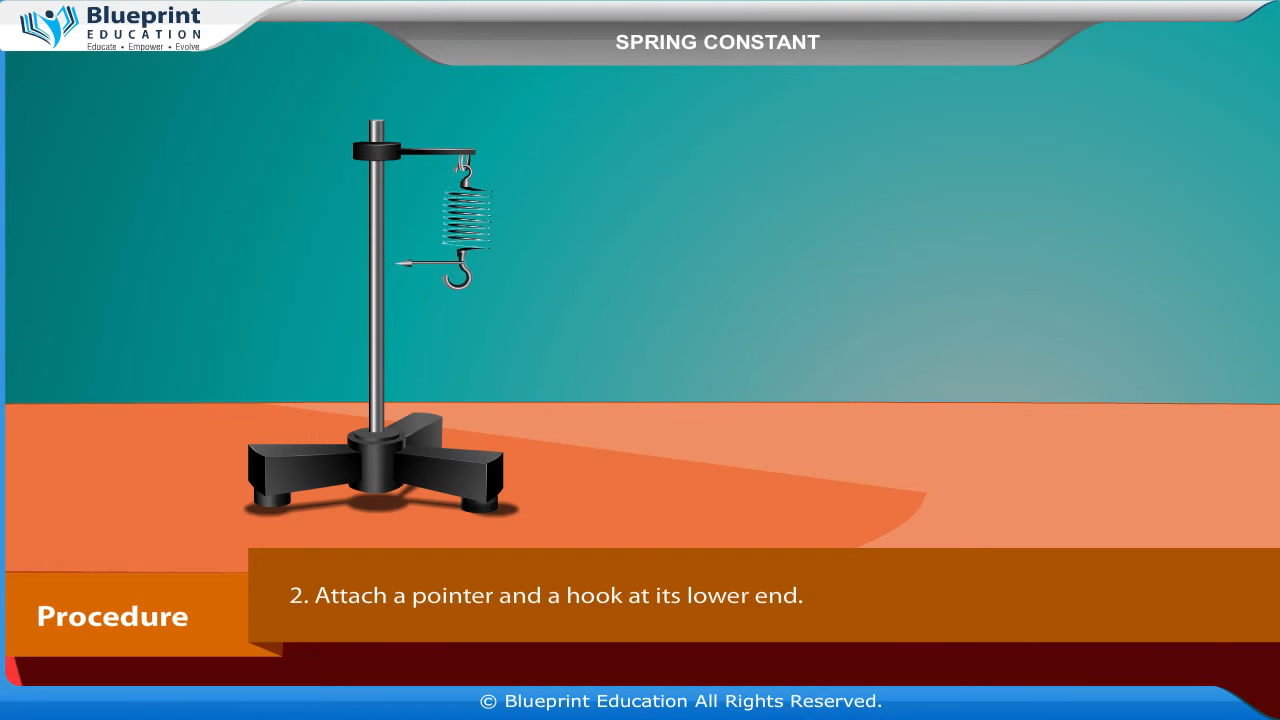 Blueprint
EDUCATION
Educate • Empower • Evolve
SPRING CONSTANT
2. Attach a pointer and a hook at its lower end.
Procedure
© Blueprint Education All Rights Reserved.